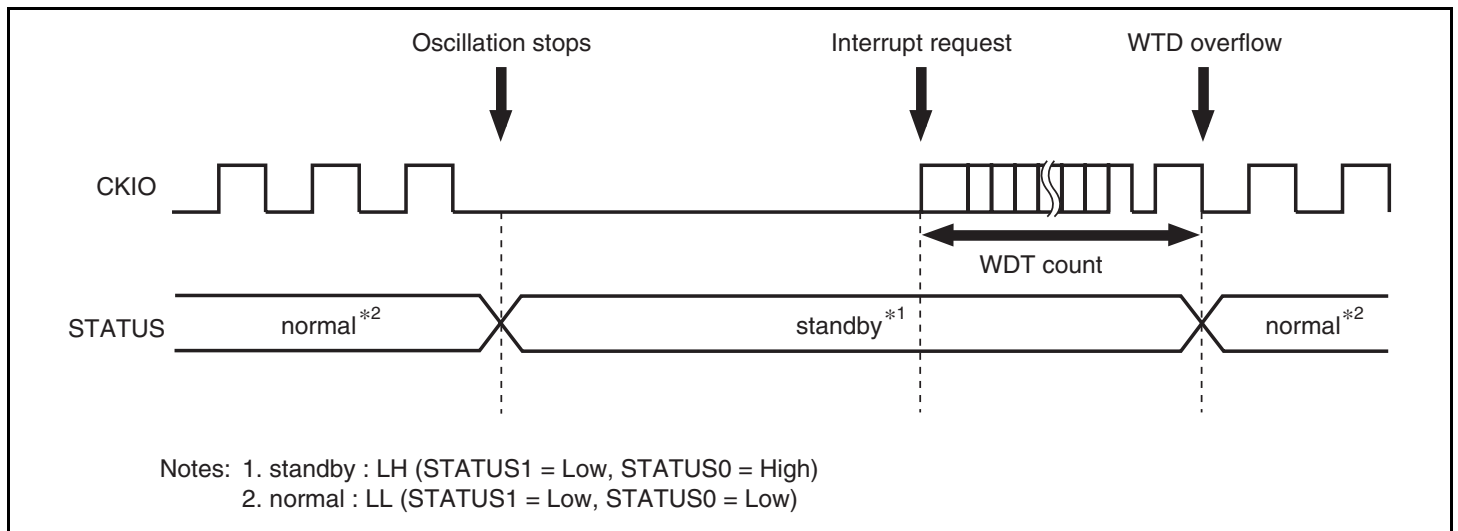 Oscillation stops
Interrupt request
WTD overflow
CKIO
WDT count
STATUS
normal*2
standby*1
normal*2
Notes: 1. standby : LH (STATUS1 = Low, STATUS0 = High)
2. normal : LL (STATUS1 = Low, STATUS0 = Low)